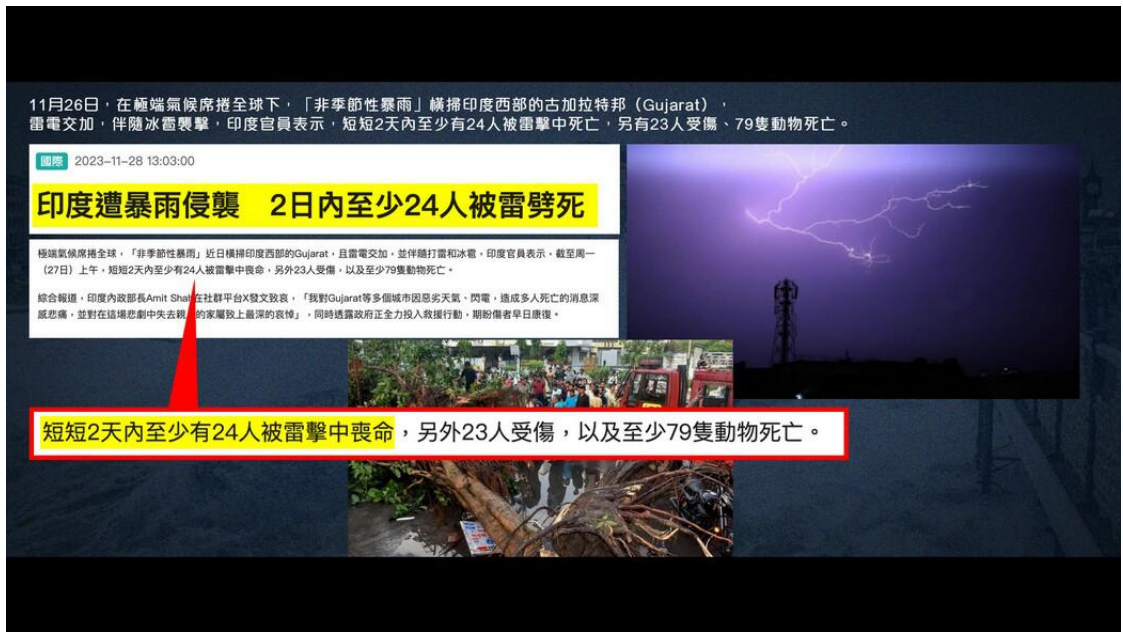 11月26日，在極端氣候席捲全球下，「非季節性暴雨」橫掃印度西部的古加拉特邦（Gujarat），
雷電交加，伴隨冰雹襲擊，印度官員表示，短短2天內至少有24人被雷擊中死亡，另有23人受傷、79隻動物死亡。
國際 2023-11-28 13:03:00
印度遭暴雨侵襲　2日內至少24人被雷劈死
極端氣候席捲全球，「非季節性暴雨」近日橫掃印度西部的Gujarat，且雷電交加，並伴隨打雷和冰雹，印度官員表示，截至周一
（27日）上午，短短2天內至少有24人被雷擊中喪命，另外23人受傷，以及至少79隻動物死亡。
綜合報道，印度內政部長Amit Shah在社群平台X發文致哀，「我對Gujarat等多個城市因惡劣天氣、閃電，造成多人死亡的消息深
感悲痛，並對在這場悲劇中失去親的家屬致上最深的哀悼」，同時透露政府正全力投入救援行動，期盼傷者早日康復。
短短2天內至少有24人被雷擊中喪命，另外23人受傷，以及至少79隻動物死亡。